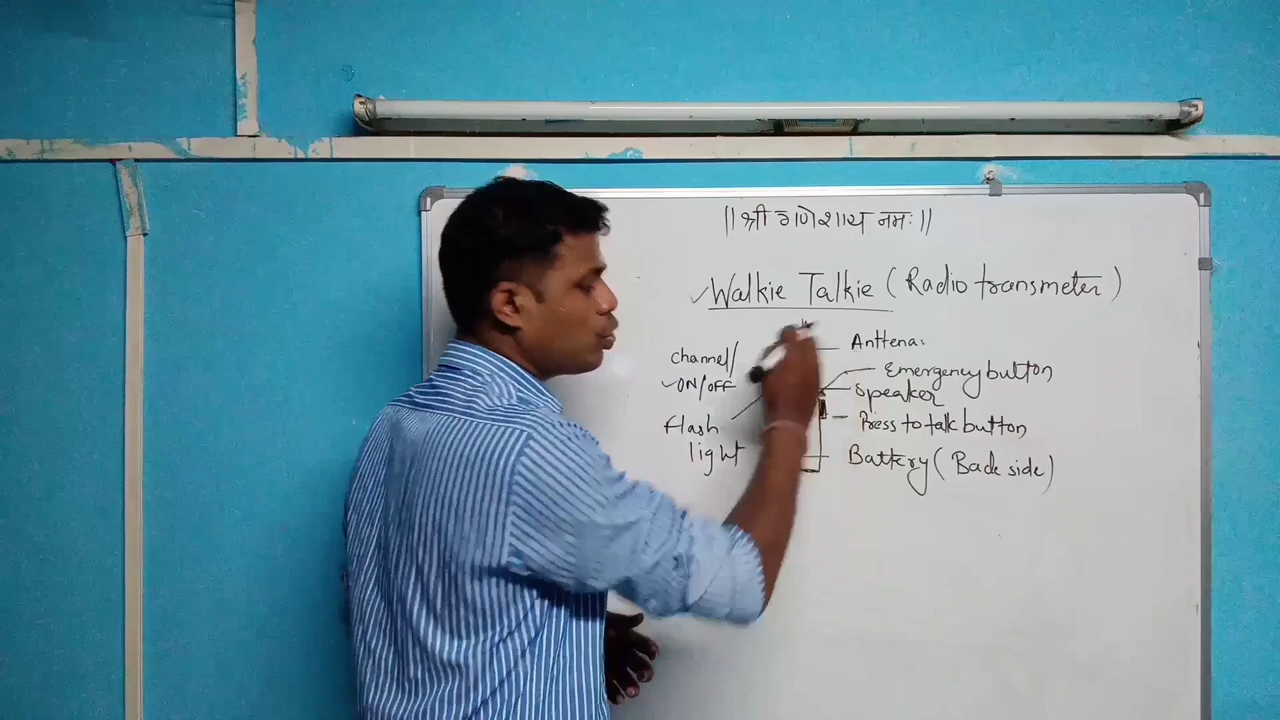 ||श्री गणेशाय नमः||
Walkie Talkie (Radio transmeter)
channel/
ON/OFF
Flash
light
Anttena
Emergency button
Speaker
Press to talk button
Battery (Back side)